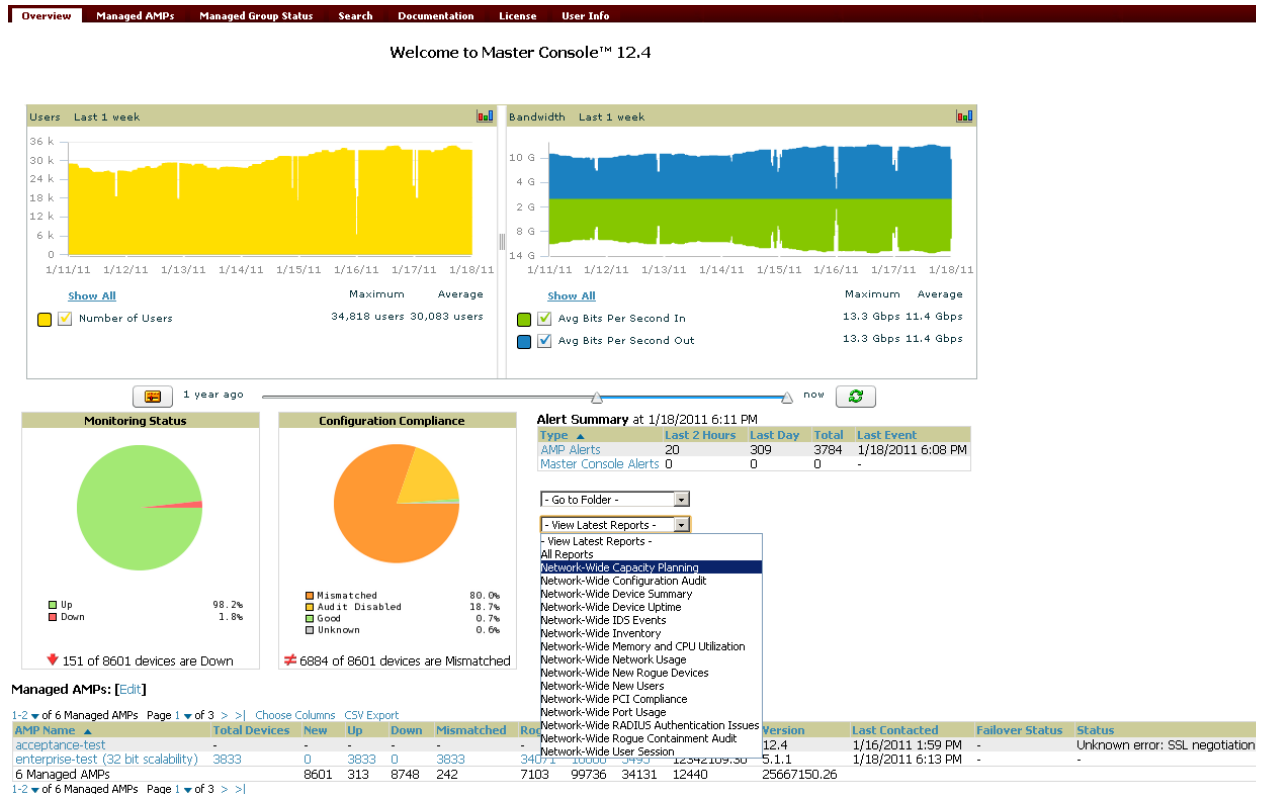 Overview Managed AMPs Managed Group Status Search Documentation License User Info
Welcome to Master Console™ 12.4
Users Last 1 week
36 k
30 k
24 k
18 k
12 k
6 k
0
1/11/11 1/12/11 1/13/11 1/14/11 1/15/11 1/16/11 1/17/11 1/18/11
Show All Maximum Average
Number of Users 34,818 users 30,083 users
Bandwidth Last 1 week
10 G
4 G
2 G
8 G
14 G
1/11/11 1/12/11 1/13/11 1/14/11 1/15/11 1/16/11 1/17/11 1/18/11
Show All Maximum Average
Avg Bits Per Second In 13.3 Gbps 11.4 Gbps
Avg Bits Per Second Out 13.3 Gbps 11.4 Gbps
1 year ago now
Monitoring Status
Up 98.2%
Down 1.8%
151 of 8601 devices are Down
Configuration Compliance
Mismatched 80.0%
Audit Disabled 18.7%
Good 0.7%
Unknown 0.6%
6884 of 8601 devices are Mismatched
Alert Summary at 1/18/2011 6:11 PM
Type Last 2 Hours Last Day Total Last Event
AMP Alerts 20 309 3784 1/18/2011 6:08 PM
Master Console Alerts 0 0 0 -
- Go to Folder -
- View Latest Reports -
- View Latest Reports -
All Reports
Network-Wide Capacity Planning
Network-Wide Configuration Audit
Network-Wide Device Summary
Network-Wide Device Uptime
Network-Wide IDS Events
Network-Wide Inventory
Network-Wide Memory and CPU Utilization
Network-Wide Network Usage
Network-Wide New Rogue Devices
Network-Wide New Users
Network-Wide PCI Compliance
Network-Wide Port Usage
Network-Wide RADIUS Authentication Issues
Network-Wide Rogue Containment Audit
Network-Wide User Session
Managed AMPs: [Edit]
1-2 of 6 Managed AMPs Page 1 of 3 > >| Choose Columns CSV Export
AMP Name Total Devices New Up Down Mismatched Version Last Contacted Failover Status Status
acceptance-test - - - - - 12.4 1/16/2011 1:59 PM - Unknown error: SSL negotiation
enterprise-test (32 bit scalability) 3833 0 3833 0 3833 34071 5.1.1 1/18/2011 6:13 PM - -
6 Managed AMPs 8601 313 8748 242 7103 99736 34131 12440 25667150.26
1-2 of 6 Managed AMPs Page 1 of 3 > >|